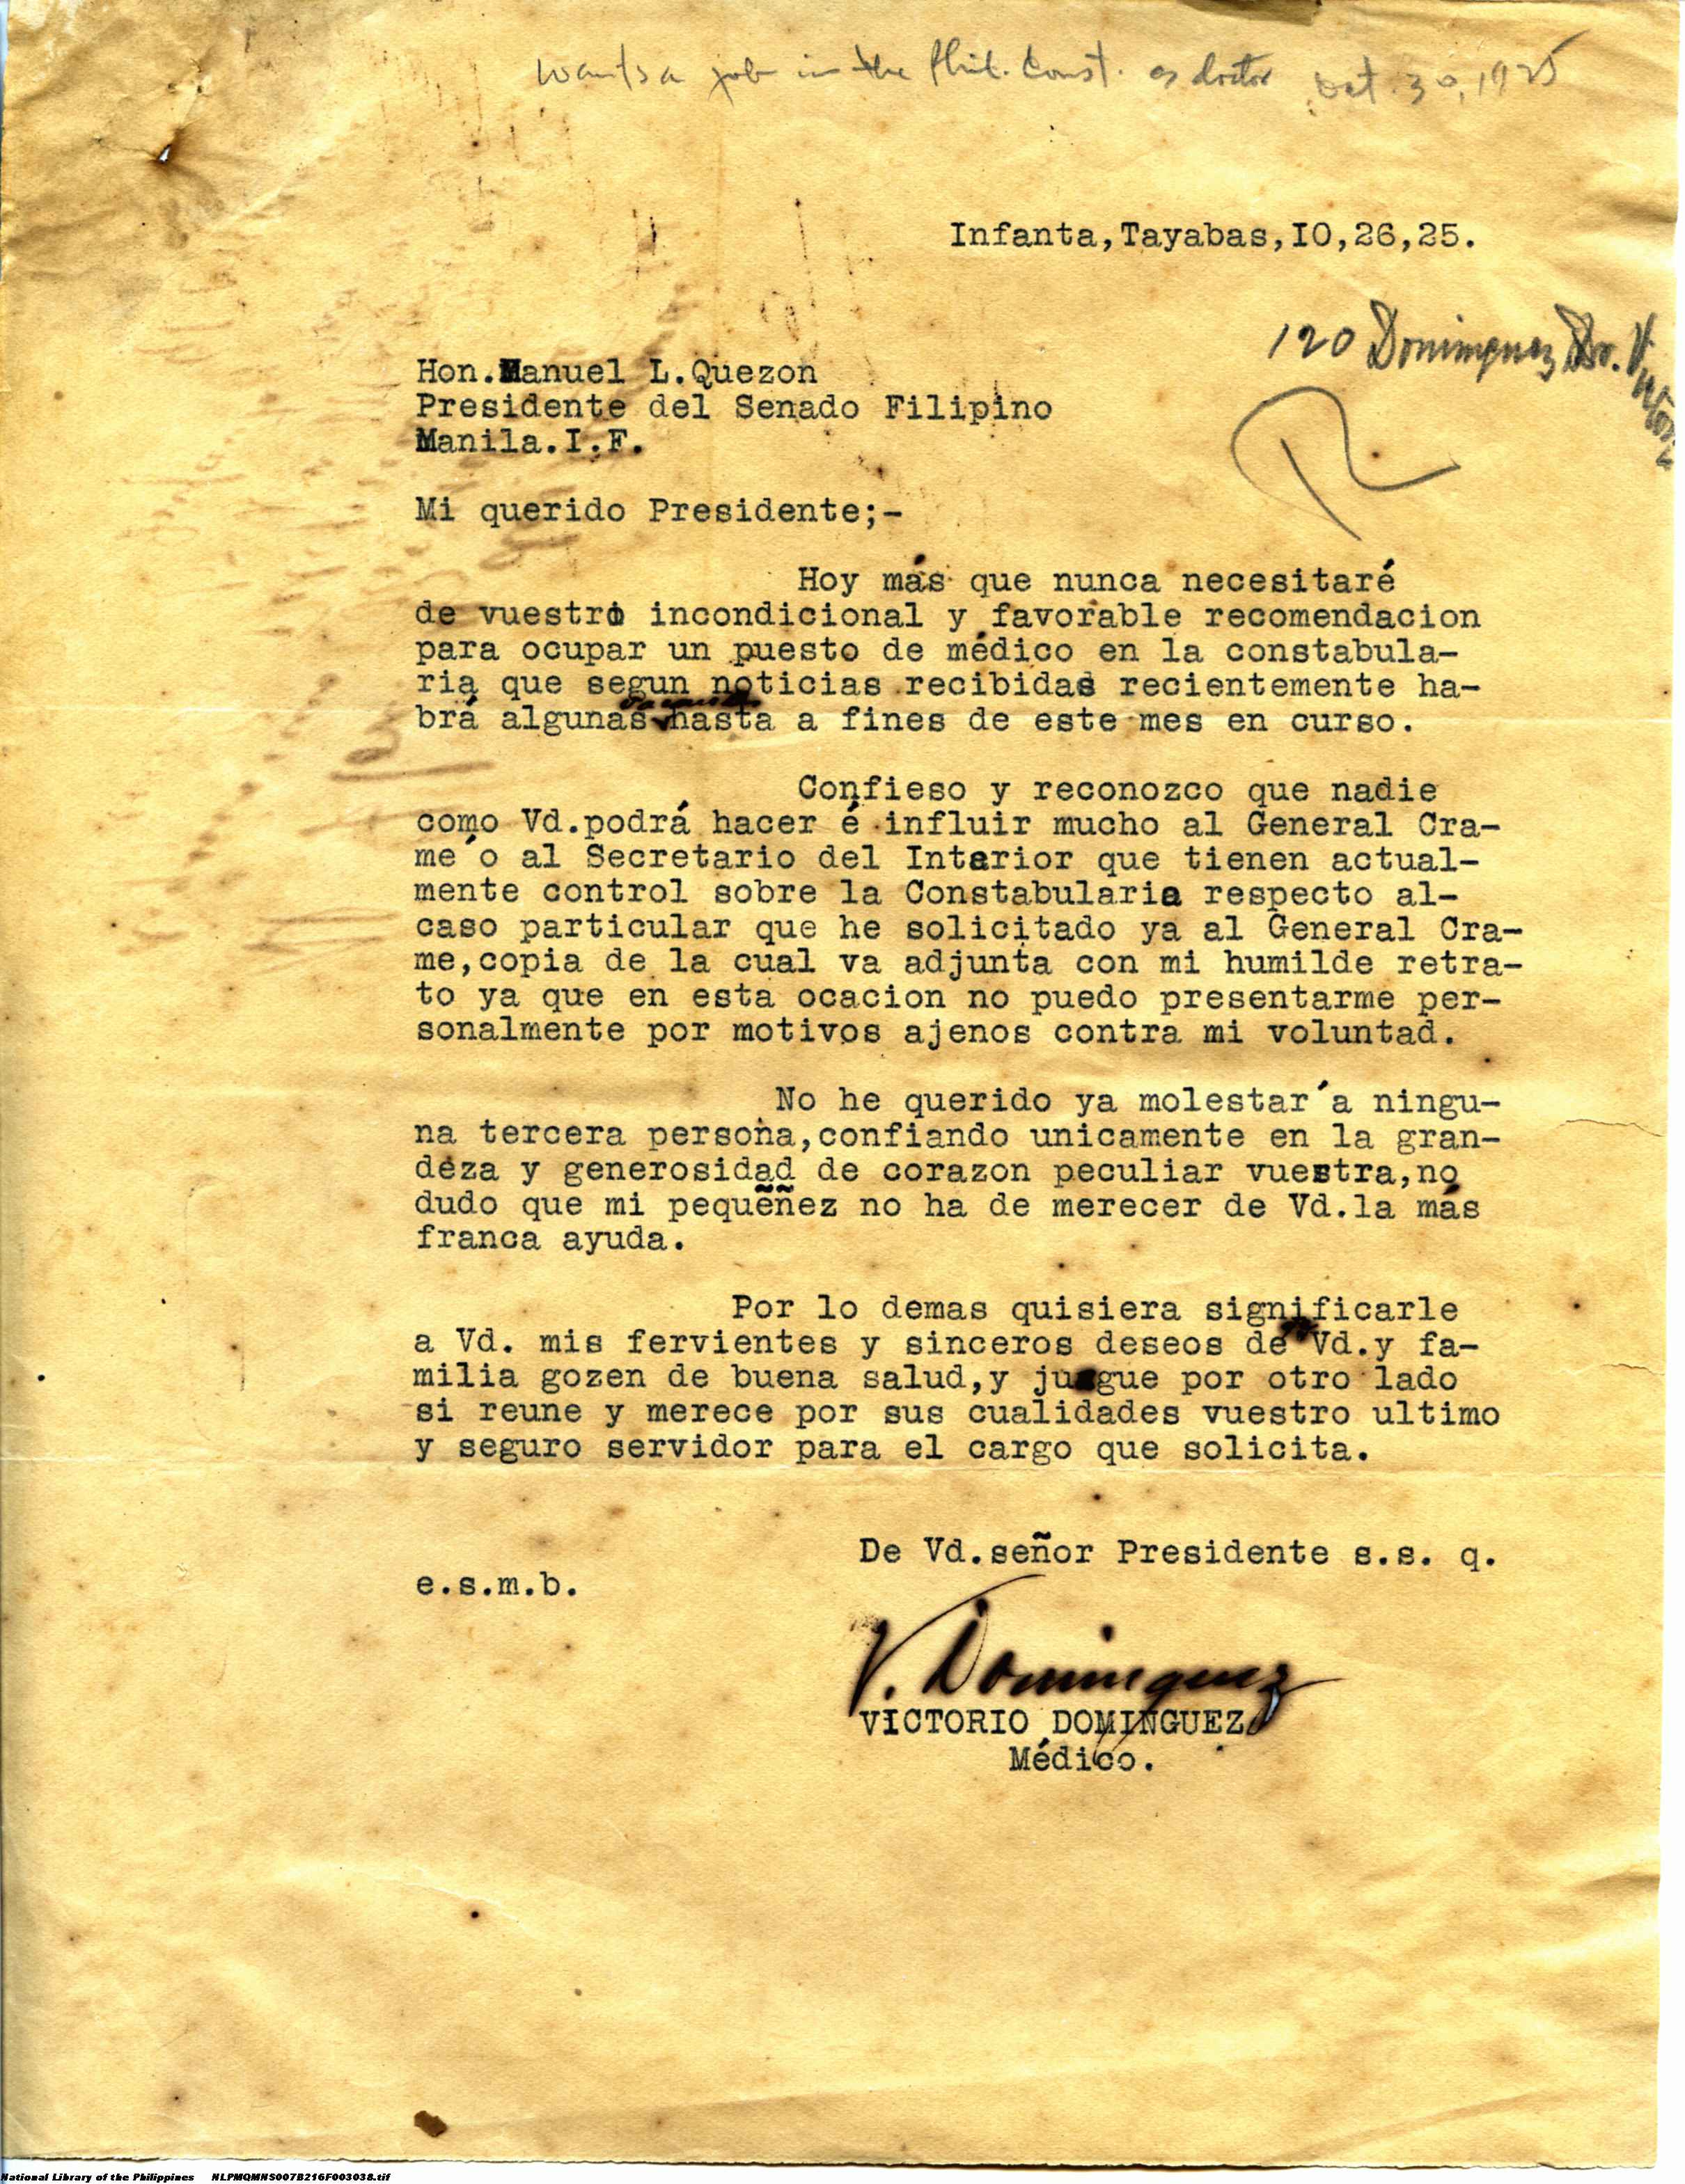 wants a job in the Phil. Const. as doctor Oct. 30, 1925
Infanta,Tayabas,IO,26,25.
120 Dominguez Dr. V
Hon.Manuel L.Quezon
Presidente del Senado Filipino
Manila.I.F.
R
Mi querido Presidente;-
Hoy más que nunca necesitaré
de vuestro incondicional y favorable recomendacion
para ocupar un puesto de médico en la constabula-
ria que segun noticias recibidas recientemente ha-
brá algunas hasta a fines de este mes en curso.
Confieso y reconozco que nadie
como Vd.podrá hacer é influir mucho al General Cra-
me ó al Secretario del Interior que tienen actual-
mente control sobre la Constabularia respecto al-
caso particular que he solicitado ya al General Cra-
me,copia de la cual va adjunta con mi humilde retra-
to ya que en esta ocacion no puedo presentarme per-
sonalmente por motivos ajenos contra mi voluntad.
No he querido ya molestar á ningu-
na tercera persona,confiando unicamente en la gran-
deza y generosidad de corazon peculiar vuestra,no
dudo que mi pequẽñez no ha de merecer de Vd.la más
franca ayuda.
Por lo demas quisiera significarle
a Vd. mis fervientes y sinceros deseos de Vd.y fa-
milia gozen de buena salud,y juzgue por otro lado
si reune y merece por sus cualidades vuestro ultimo
y seguro servidor para el cargo que solicita.
De Vd.señor Presidente s.s. q.
e.s.m.b.
V. Dominguez
VICTORIO DOMINGUEZ
Médico.
National Library of the Philippines NLPMQMNS007B216F003038.tif